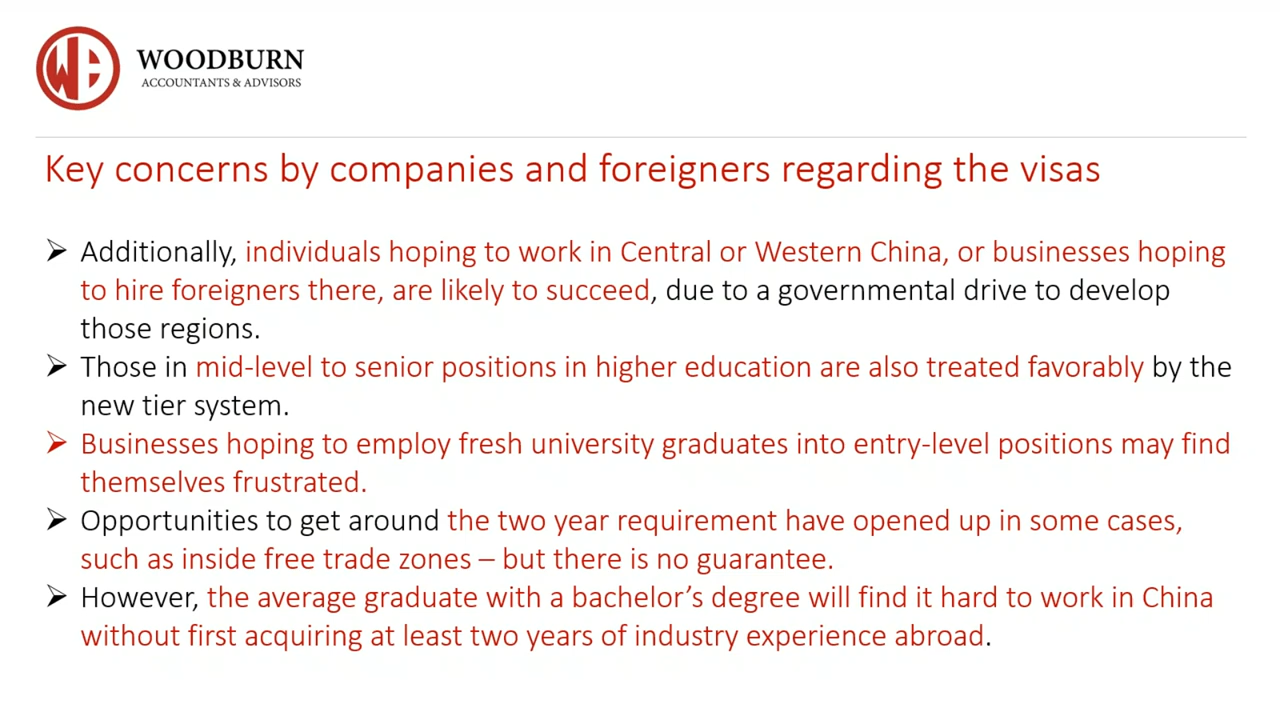 WOODBURN
ACCOUNTANTS & ADVISORS
Key concerns by companies and foreigners regarding the visas
➢ Additionally, individuals hoping to work in Central or Western China, or businesses hoping
to hire foreigners there, are likely to succeed, due to a governmental drive to develop
those regions.
➢ Those in mid-level to senior positions in higher education are also treated favorably by the
new tier system.
➢ Businesses hoping to employ fresh university graduates into entry-level positions may find
themselves frustrated.
➢ Opportunities to get around the two year requirement have opened up in some cases,
such as inside free trade zones – but there is no guarantee.
➢ However, the average graduate with a bachelor’s degree will find it hard to work in China
without first acquiring at least two years of industry experience abroad.